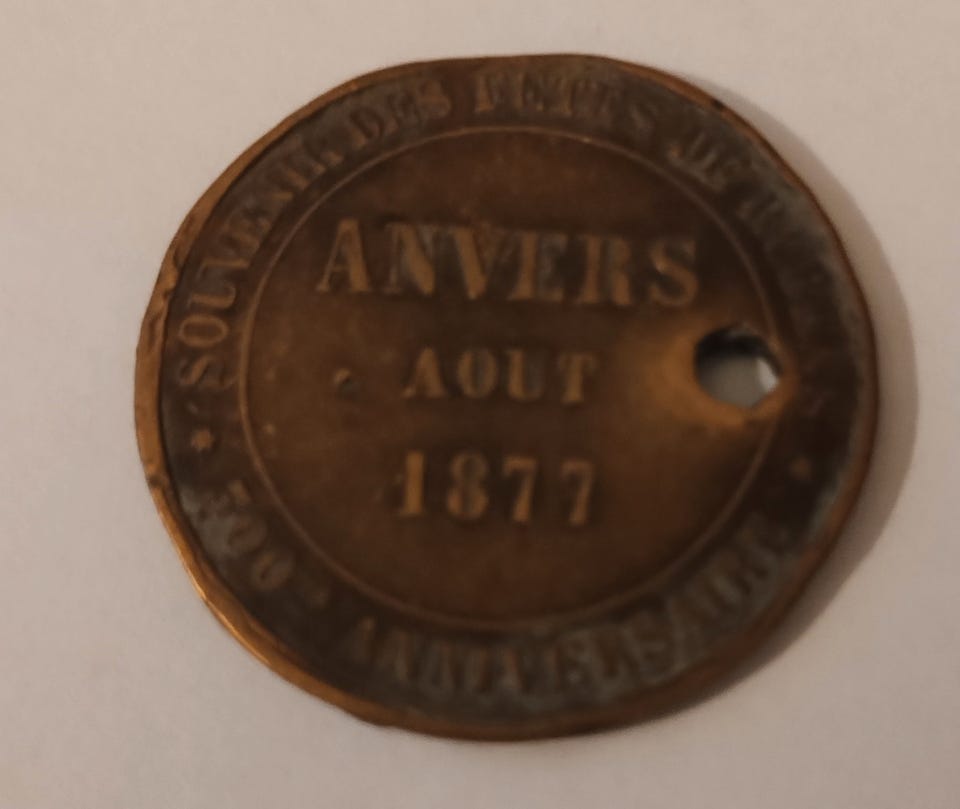 SOUVENIR DES FETES DE
ANVERS
AOUT
1877
300 ANNIVERSAIRE